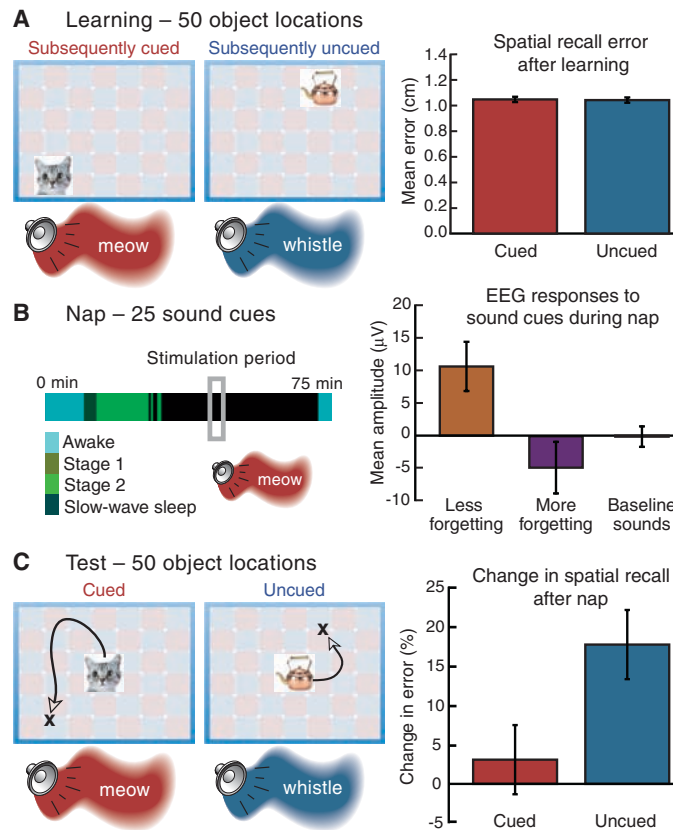 A Learning – 50 object locations
Subsequently cued
Subsequently uncued
meow
whistle
Spatial recall error
after learning
Mean error (cm)
1.4
1.2
1.0
0.8
0.6
0.4
0.2
0.0
Cued
Uncued
B Nap – 25 sound cues
Stimulation period
0 min
75 min
Awake
Stage 1
Stage 2
Slow-wave sleep
meow
EEG responses to
sound cues during nap
Mean amplitude (µV)
20
15
10
5
0
-5
-10
Less
forgetting
More
forgetting
Baseline
sounds
C Test – 50 object locations
Cued
Uncued
x
x
meow
whistle
Change in spatial recall
after nap
Change in error (%)
25
20
15
10
5
0
-5
Cued
Uncued